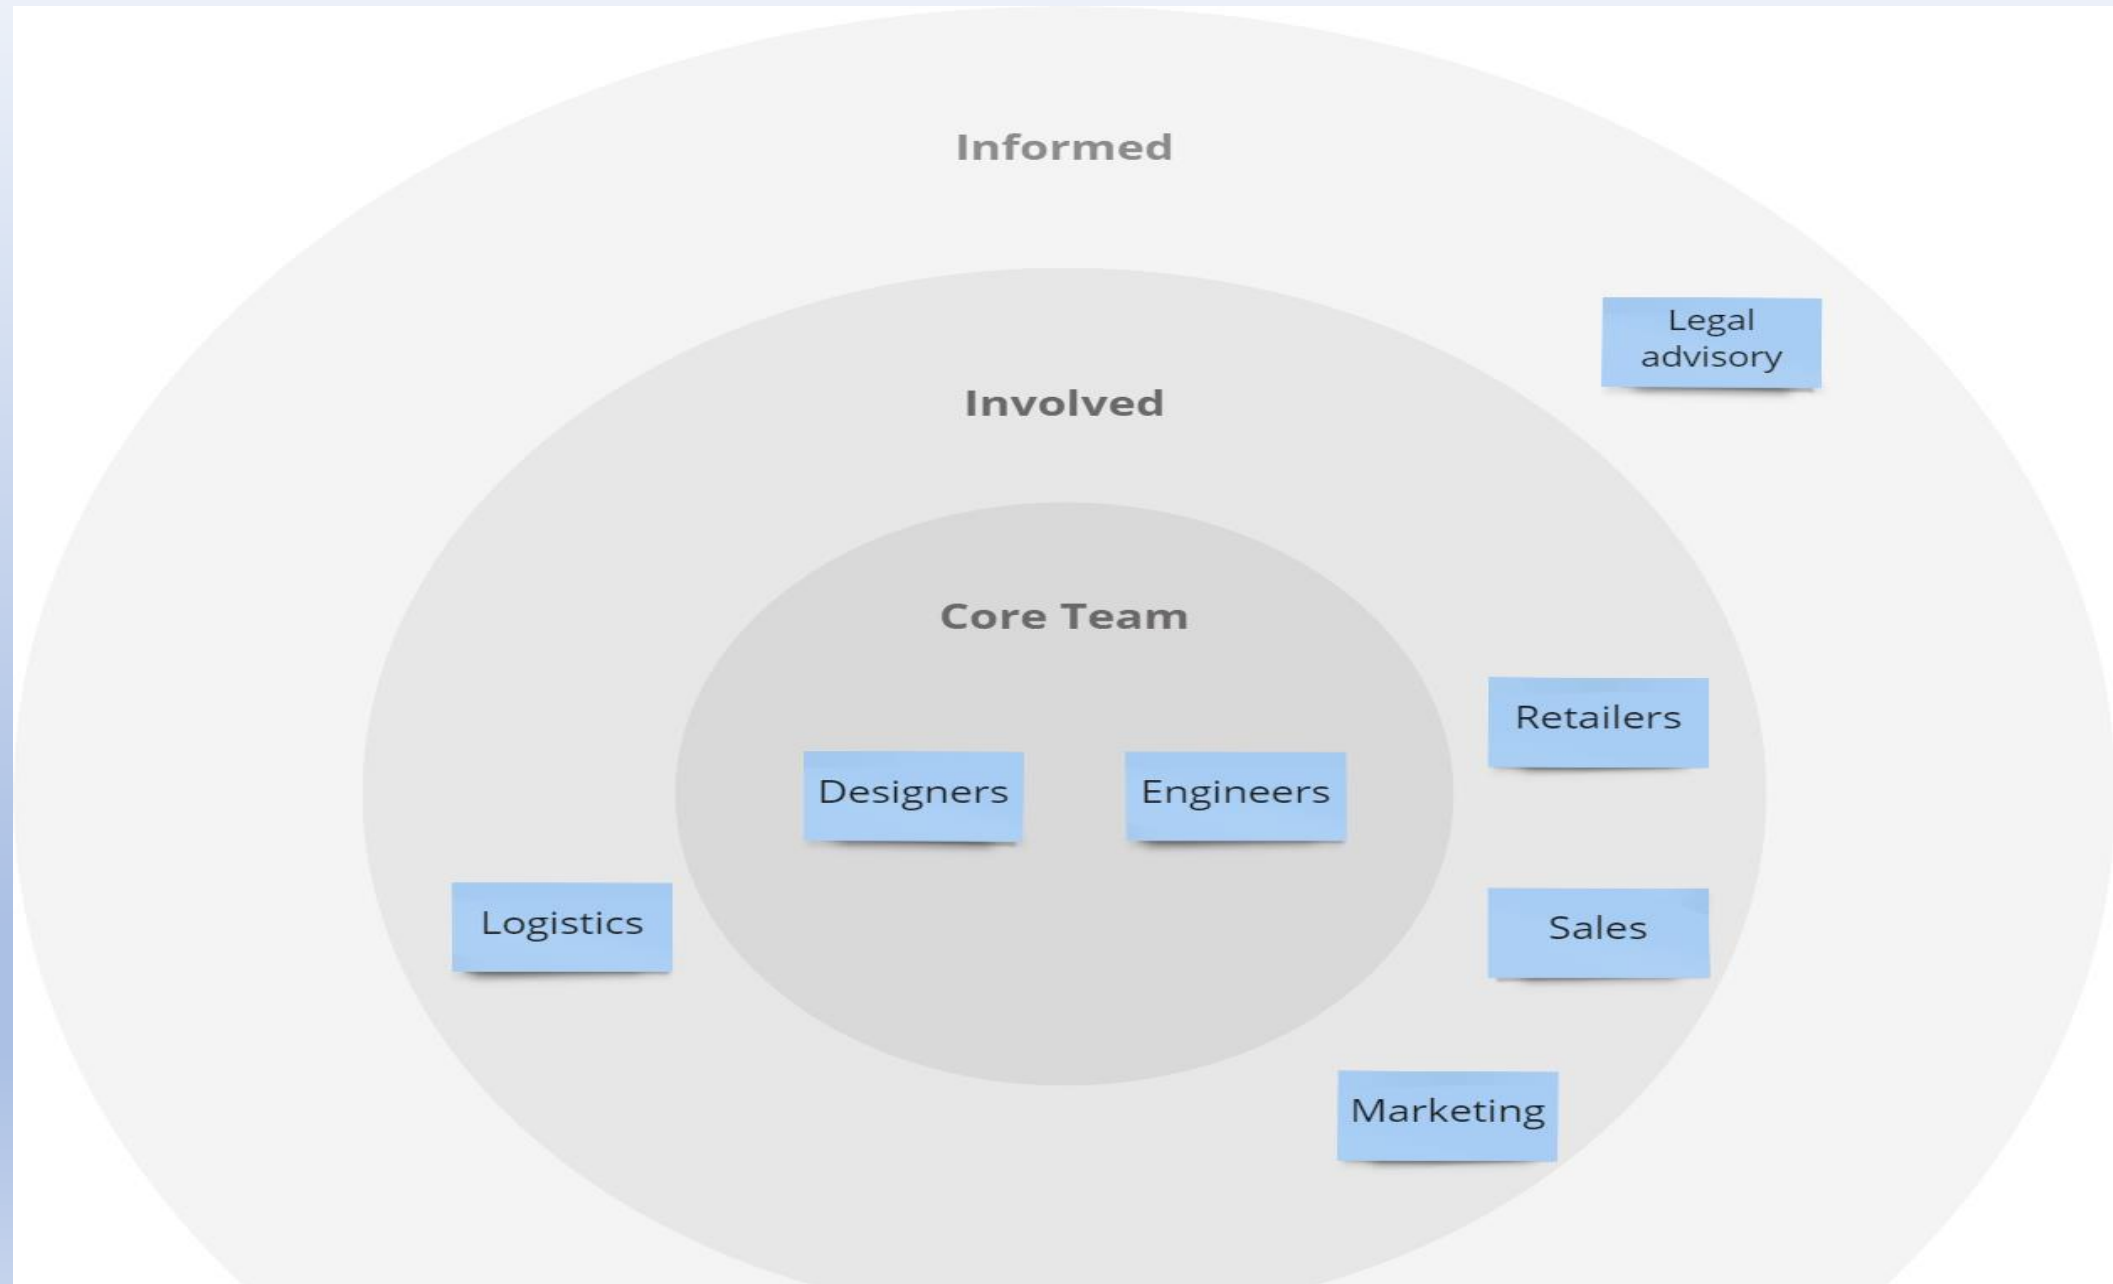 Informed
Legal
advisory
Involved
Core Team
Retailers
Designers
Engineers
Logistics
Sales
Marketing